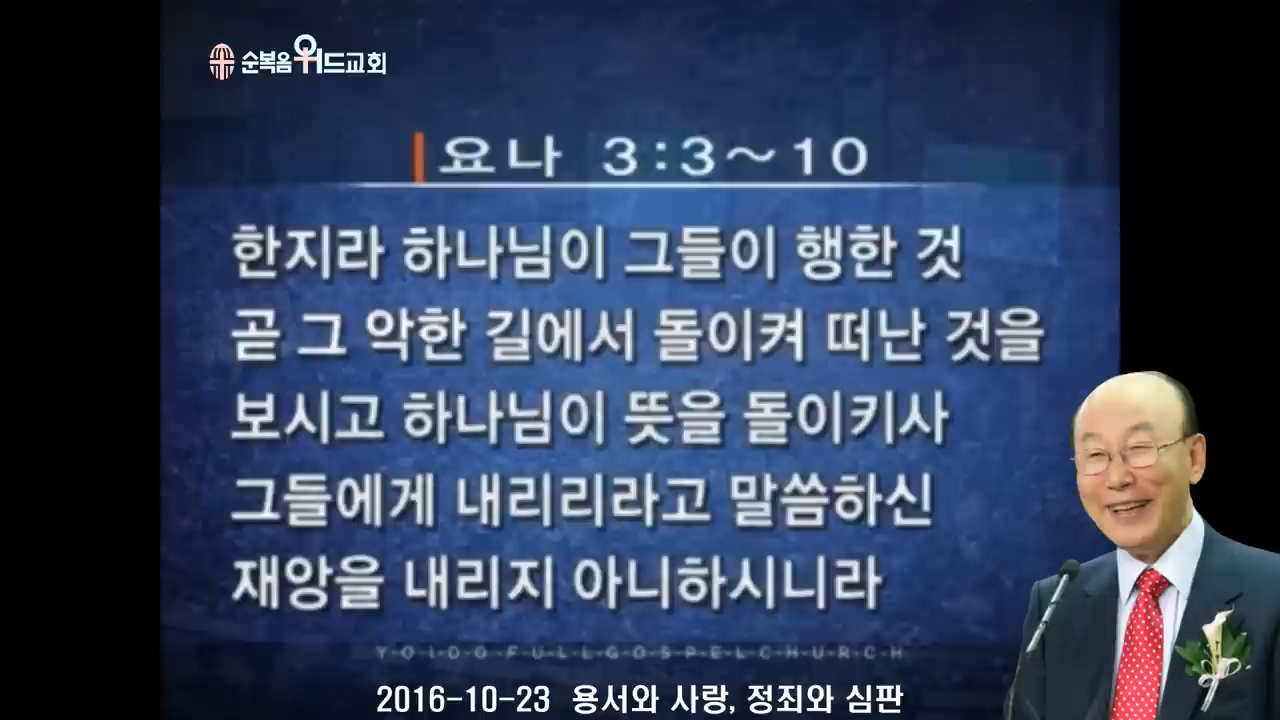 순복음워드교회
요나 3:3~10
한지라 하나님이 그들이 행한 것
곧 그 악한 길에서 돌이켜 떠난 것을
보시고 하나님이 뜻을 돌이키사
그들에게 내리리라고 말씀하신
재앙을 내리지 아니하시니라
Y·O·I·D·O·F·U·L·L·G·O·S·P·E·L·C·H·U·R·C·H
2016-10-23 용서와 사랑, 정죄와 심판